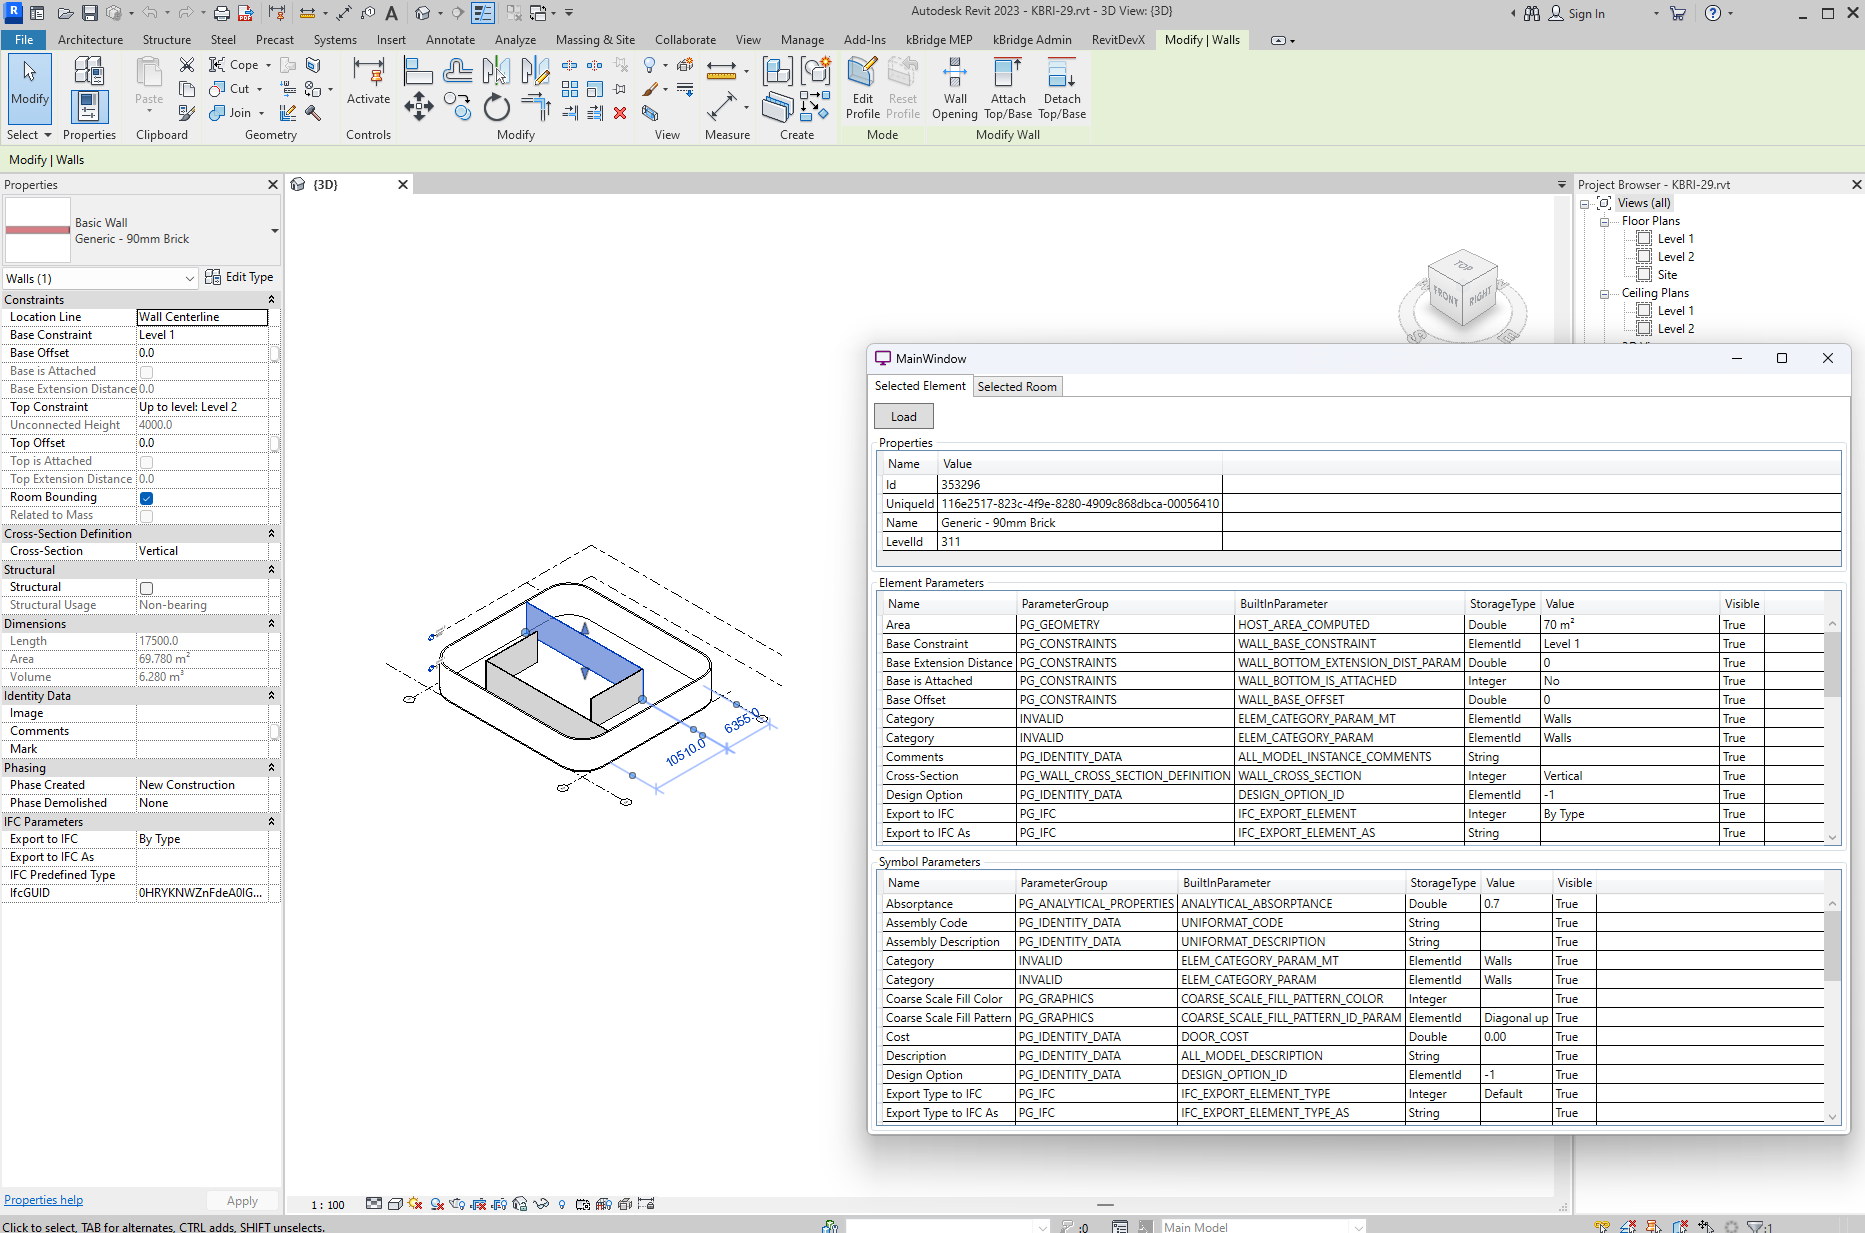 Autodesk Revit 2023 - KBRI-29.rvt - 3D View: {3D}
Sign In
File Architecture Structure Steel Precast Systems Insert Annotate Analyze Massing & Site Collaborate View Manage Add-Ins kBridge MEP kBridge Admin RevitDevX Modify | Walls
Modify
Paste
Cope
Cut
Join
Activate
Edit Profile
Reset Profile
Wall Opening
Attach Top/Base
Detach Top/Base
Select Properties Clipboard Geometry Controls Modify View Measure Create Mode Modify Wall
Modify | Walls
Properties
Basic Wall
Generic - 90mm Brick
Walls (1) Edit Type
Constraints
Location Line Wall Centerline
Base Constraint Level 1
Base Offset 0.0
Base is Attached
Base Extension Distance 0.0
Top Constraint Up to level: Level 2
Unconnected Height 4000.0
Top Offset 0.0
Top is Attached
Top Extension Distance 0.0
Room Bounding
Related to Mass
Cross-Section Definition
Cross-Section Vertical
Structural
Structural
Structural Usage Non-bearing
Dimensions
Length 17500.0
Area 69.780 m²
Volume 6.280 m³
Identity Data
Image
Comments
Mark
Phasing
Phase Created New Construction
Phase Demolished None
IFC Parameters
Export to IFC By Type
Export to IFC As
IFC Predefined Type
IfcGUID 0HRYKNWZnFdeA0IG...
Properties help Apply
{3D}
TOP
FRONT
RIGHT
10510.0
6355.0
1 : 100
Project Browser - KBRI-29.rvt
Views (all)
Floor Plans
Level 1
Level 2
Site
Ceiling Plans
Level 1
Level 2
MainWindow
Selected Element Selected Room
Load
Properties
Name Value
Id 353296
UniqueId 116e2517-823c-4f9e-8280-4909c868dbca-00056410
Name Generic - 90mm Brick
LevelId 311
Element Parameters
Name ParameterGroup BuiltInParameter StorageType Value Visible
Area PG_GEOMETRY HOST_AREA_COMPUTED Double 70 m² True
Base Constraint PG_CONSTRAINTS WALL_BASE_CONSTRAINT ElementId Level 1 True
Base Extension Distance PG_CONSTRAINTS WALL_BOTTOM_EXTENSION_DIST_PARAM Double 0 True
Base is Attached PG_CONSTRAINTS WALL_BOTTOM_IS_ATTACHED Integer No True
Base Offset PG_CONSTRAINTS WALL_BASE_OFFSET Double 0 True
Category INVALID ELEM_CATEGORY_PARAM_MT ElementId Walls True
Category INVALID ELEM_CATEGORY_PARAM ElementId Walls True
Comments PG_IDENTITY_DATA ALL_MODEL_INSTANCE_COMMENTS String True
Cross-Section PG_WALL_CROSS_SECTION_DEFINITION WALL_CROSS_SECTION Integer Vertical True
Design Option PG_IDENTITY_DATA DESIGN_OPTION_ID ElementId -1 True
Export to IFC PG_IFC IFC_EXPORT_ELEMENT Integer By Type True
Export to IFC As PG_IFC IFC_EXPORT_ELEMENT_AS String True
Symbol Parameters
Name ParameterGroup BuiltInParameter StorageType Value Visible
Absorptance PG_ANALYTICAL_PROPERTIES ANALYTICAL_ABSORPTANCE Double 0.7 True
Assembly Code PG_IDENTITY_DATA UNIFORMAT_CODE String True
Assembly Description PG_IDENTITY_DATA UNIFORMAT_DESCRIPTION String True
Category INVALID ELEM_CATEGORY_PARAM_MT ElementId Walls True
Category INVALID ELEM_CATEGORY_PARAM ElementId Walls True
Coarse Scale Fill Color PG_GRAPHICS COARSE_SCALE_FILL_PATTERN_COLOR Integer True
Coarse Scale Fill Pattern PG_GRAPHICS COARSE_SCALE_FILL_PATTERN_ID_PARAM ElementId Diagonal up True
Cost PG_IDENTITY_DATA DOOR_COST Double 0.00 True
Description PG_IDENTITY_DATA ALL_MODEL_DESCRIPTION String True
Design Option PG_IDENTITY_DATA DESIGN_OPTION_ID ElementId -1 True
Export Type to IFC PG_IFC IFC_EXPORT_ELEMENT_TYPE Integer Default True
Export Type to IFC As PG_IFC IFC_EXPORT_ELEMENT_TYPE_AS String True
Click to select, TAB for alternates, CTRL adds, SHIFT unselects. :0 Main Model :1